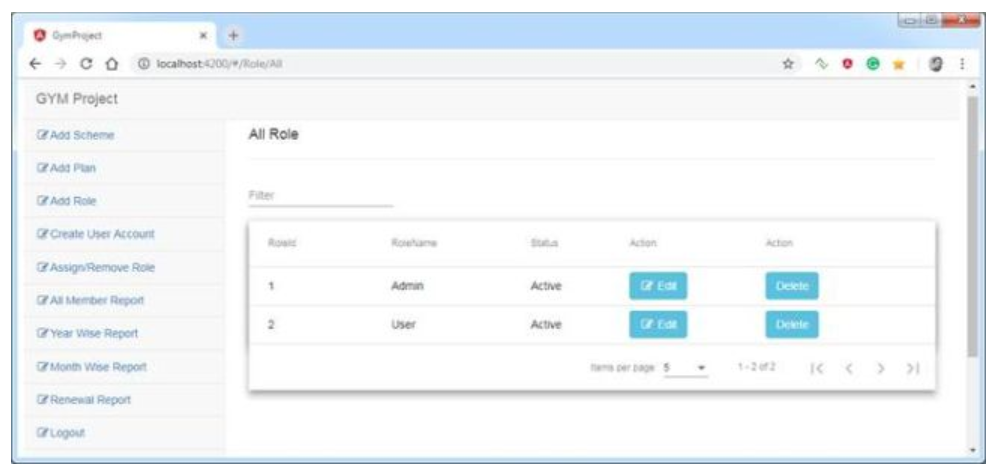 GymProject
localhost:4200/#/Role/All
GYM Project
Add Scheme
Add Plan
Add Role
Create User Account
Assign/Remove Role
All Member Report
Year Wise Report
Month Wise Report
Renewal Report
Logout
All Role
Filter
RoleId RoleName Status Action Action
1 Admin Active Edit Delete
2 User Active Edit Delete
Items per page 5 1 - 2 of 2